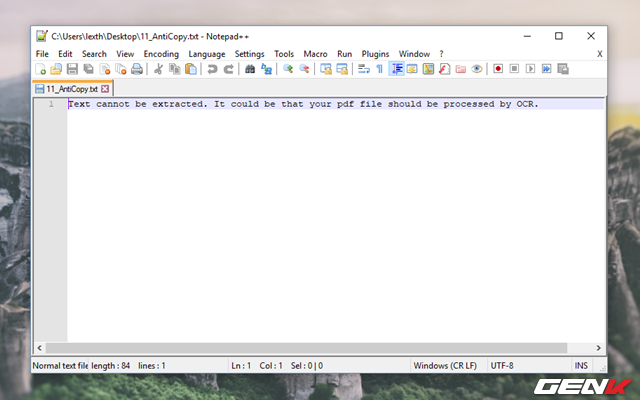 C:\Users\lexth\Desktop\11_AntiCopy.txt - Notepad++
File Edit Search View Encoding Language Settings Tools Macro Run Plugins Window ? X
11_AntiCopy.txt
1 Text cannot be extracted. It could be that your pdf file should be processed by OCR.
Normal text file length : 84 lines : 1 Ln : 1 Col : 1 Sel : 0 | 0 Windows (CR LF) UTF-8 INS
GENK